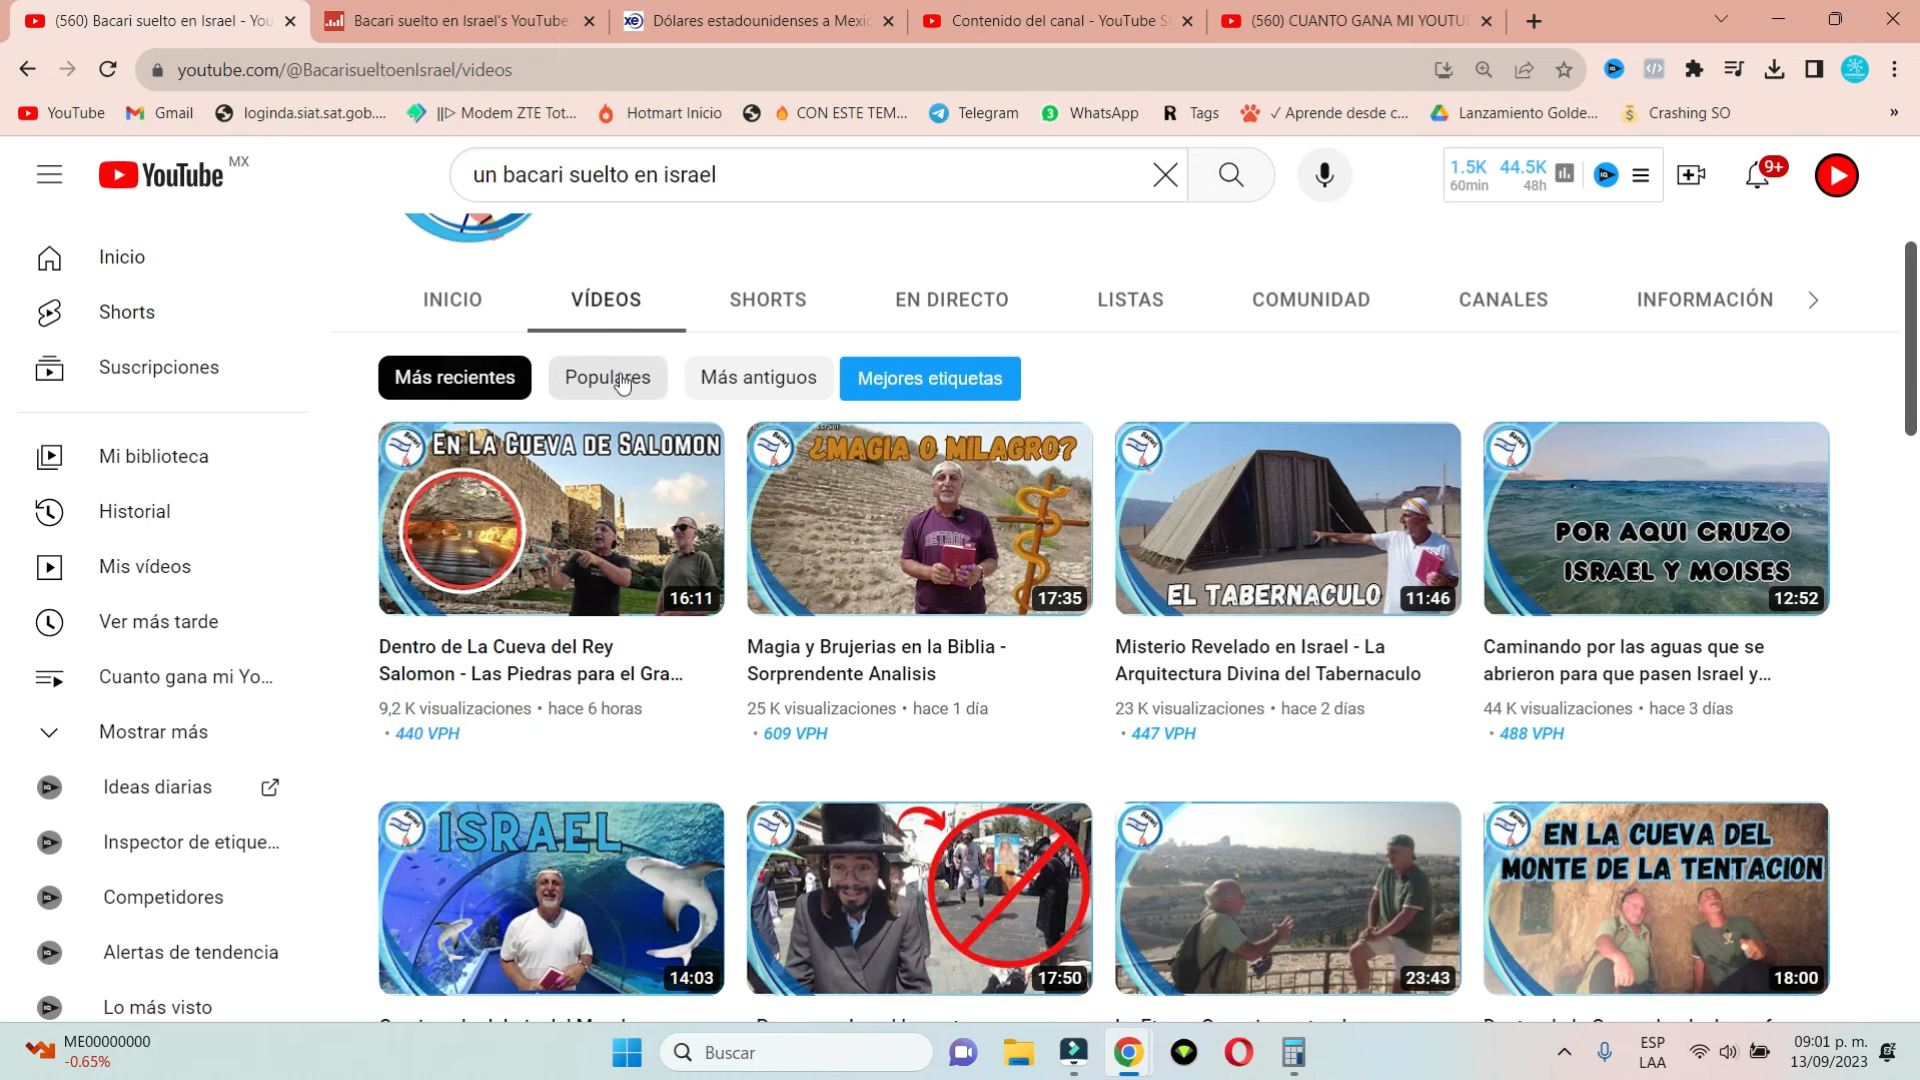 (560) Bacari suelto en Israel - You
Bacari suelto en Israel's YouTube
Dólares estadounidenses a Mexic
Contenido del canal - YouTube S
(560) CUANTO GANA MI YOUTU
youtube.com/@BacarisueltoenIsrael/videos
YouTube
Gmail
loginda.siat.sat.gob....
||▷ Modem ZTE Tot...
Hotmart Inicio
CON ESTE TEM...
Telegram
WhatsApp
R Tags
✓ Aprende desde c...
Lanzamiento Golde...
Crashing SO
»
YouTube MX
un bacari suelto en israel
1.5K 44.5K
60min 48h
9+
Inicio
Shorts
Suscripciones
Mi biblioteca
Historial
Mis vídeos
Ver más tarde
Cuanto gana mi Yo...
Mostrar más
Ideas diarias
Inspector de etique...
Competidores
Alertas de tendencia
Lo más visto
INICIO
VÍDEOS
SHORTS
EN DIRECTO
LISTAS
COMUNIDAD
CANALES
INFORMACIÓN
Más recientes
Populares
Más antiguos
Mejores etiquetas
Bacari
EN LA CUEVA DE SALOMON
16:11
Bacari
¿MAGIA O MILAGRO?
DETROIT
17:35
Bacari
EL TABERNACULO
11:46
Bacari
POR AQUI CRUZO
ISRAEL Y MOISES
12:52
Dentro de La Cueva del Rey
Salomon - Las Piedras para el Gra...
9,2 K visualizaciones • hace 6 horas
• 440 VPH
Magia y Brujerias en la Biblia -
Sorprendente Analisis
25 K visualizaciones • hace 1 día
• 609 VPH
Misterio Revelado en Israel - La
Arquitectura Divina del Tabernaculo
23 K visualizaciones • hace 2 días
• 447 VPH
Caminando por las aguas que se
abrieron para que pasen Israel y...
44 K visualizaciones • hace 3 días
• 488 VPH
Bacari
ISRAEL
14:03
Bacari
17:50
Bacari
23:43
Bacari
EN LA CUEVA DEL
MONTE DE LA TENTACION
18:00
ME00000000
-0.65%
Buscar
ESP
LAA
09:01 p. m.
13/09/2023